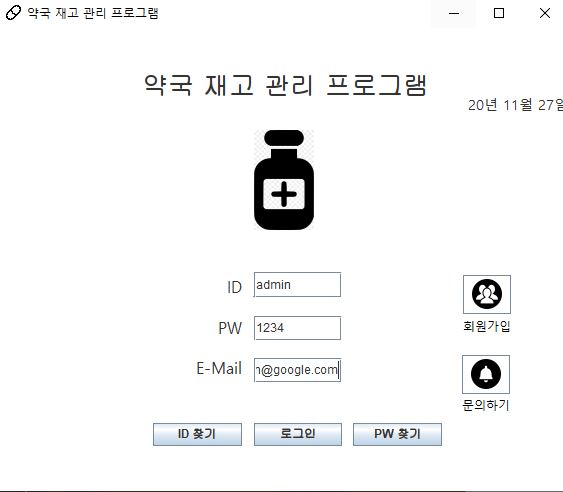 약국 재고 관리 프로그램
약국 재고 관리 프로그램
20년 11월 27일
ID admin
PW 1234
E-Mail @google.com
회원가입
문의하기
ID 찾기 로그인 PW 찾기